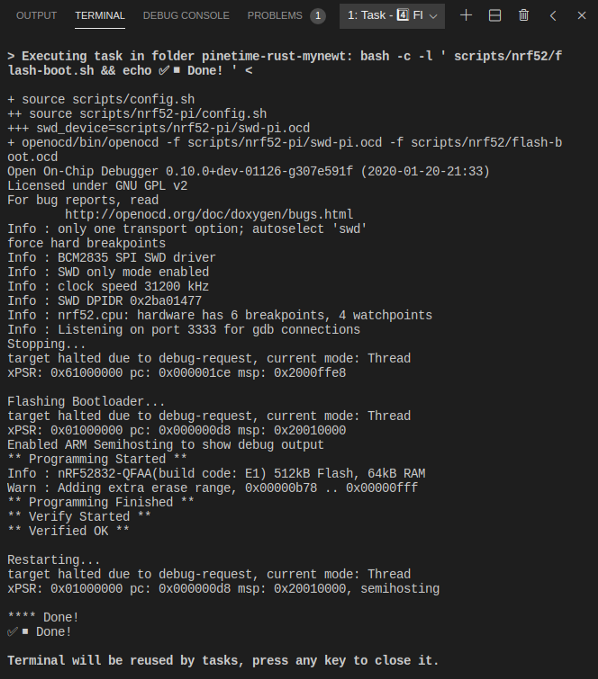 OUTPUT TERMINAL DEBUG CONSOLE PROBLEMS 1 1: Task - 4️⃣ Fl
> Executing task in folder pinetime-rust-mynewt: bash -c -l ' scripts/nrf52/f
lash-boot.sh && echo ✅ ◾ Done! ' <
+ source scripts/config.sh
++ source scripts/nrf52-pi/config.sh
+++ swd_device=scripts/nrf52-pi/swd-pi.ocd
+ openocd/bin/openocd -f scripts/nrf52-pi/swd-pi.ocd -f scripts/nrf52/flash-b
oot.ocd
Open On-Chip Debugger 0.10.0+dev-01126-g307e591f (2020-01-20-21:33)
Licensed under GNU GPL v2
For bug reports, read
http://openocd.org/doc/doxygen/bugs.html
Info : only one transport option; autoselect 'swd'
force hard breakpoints
Info : BCM2835 SPI SWD driver
Info : SWD only mode enabled
Info : clock speed 31200 kHz
Info : SWD DPIDR 0x2ba01477
Info : nrf52.cpu: hardware has 6 breakpoints, 4 watchpoints
Info : Listening on port 3333 for gdb connections
Stopping...
target halted due to debug-request, current mode: Thread
xPSR: 0x61000000 pc: 0x000001ce msp: 0x2000ffe8
Flashing Bootloader...
target halted due to debug-request, current mode: Thread
xPSR: 0x01000000 pc: 0x000000d8 msp: 0x20010000
Enabled ARM Semihosting to show debug output
** Programming Started **
Info : nRF52832-QFAA(build code: E1) 512kB Flash, 64kB RAM
Warn : Adding extra erase range, 0x00000b78 .. 0x00000fff
** Programming Finished **
** Verify Started **
** Verified OK **
Restarting...
target halted due to debug-request, current mode: Thread
xPSR: 0x01000000 pc: 0x000000d8 msp: 0x20010000, semihosting
**** Done!
✅ ◾ Done!
Terminal will be reused by tasks, press any key to close it.